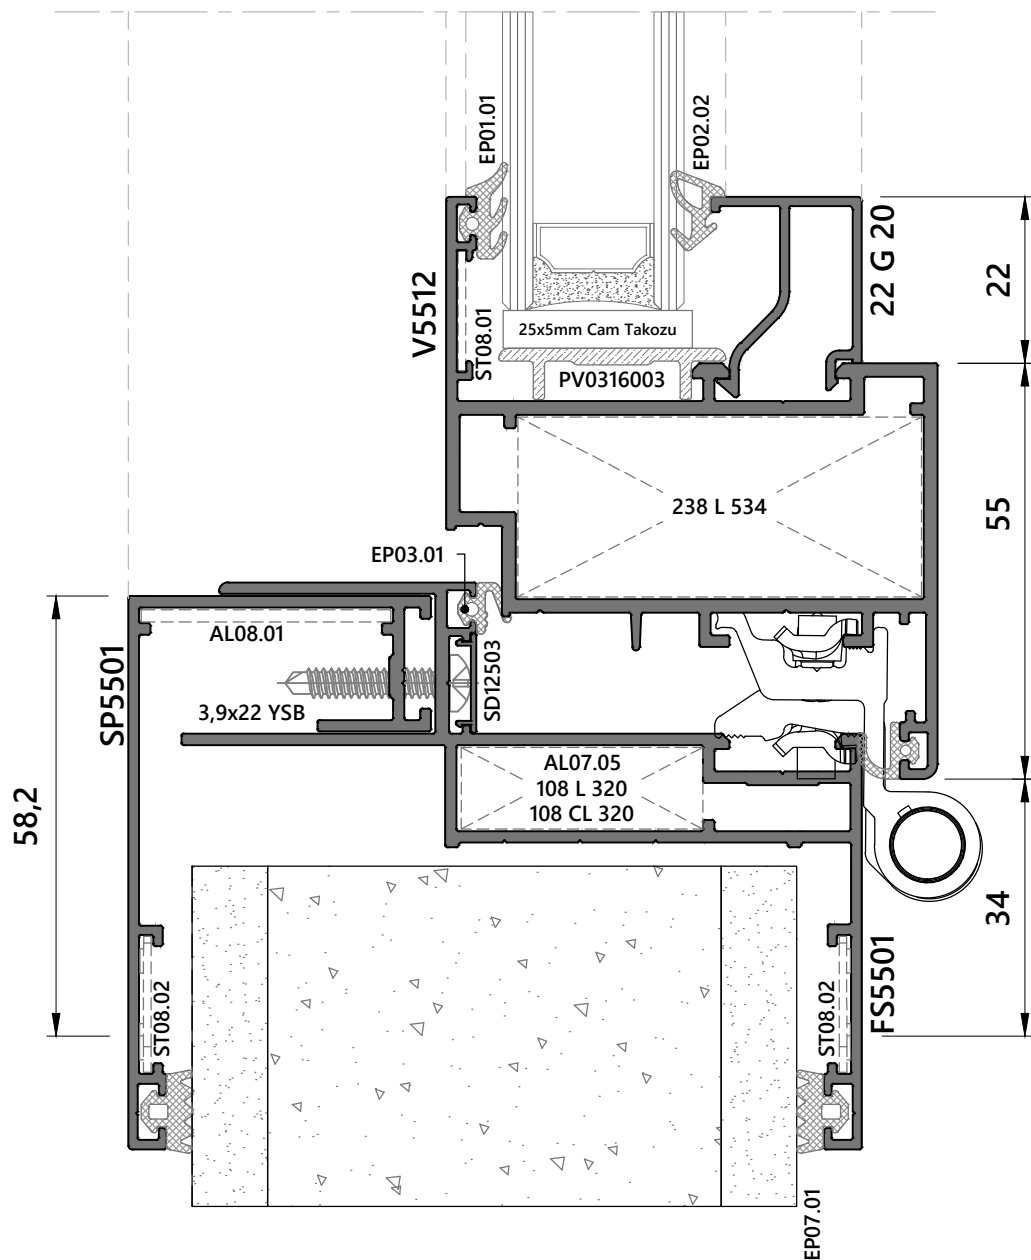 EP01.01
EP02.02
V5512
ST08.01
22 G 20
22
25x5mm Cam Takozu
PV0316003
238 L 534
55
EP03.01
AL08.01
SP5501
SD12503
3,9x22 YSB
AL07.05
108 L 320
108 CL 320
58,2
34
ST08.02
ST08.02
FS5501
EP07.01